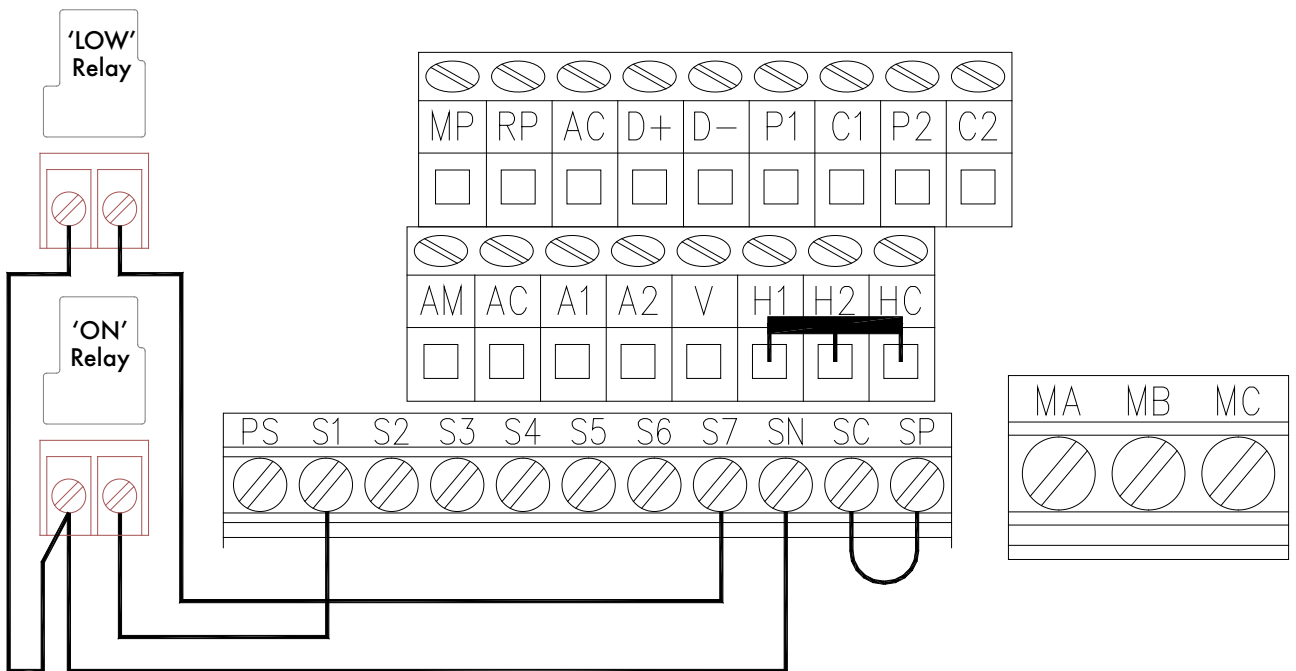 'LOW'
Relay
MP RP AC D+ D- P1 C1 P2 C2
AM AC A1 A2 V H1 H2 HC
'ON'
Relay
PS S1 S2 S3 S4 S5 S6 S7 SN SC SP
MA MB MC